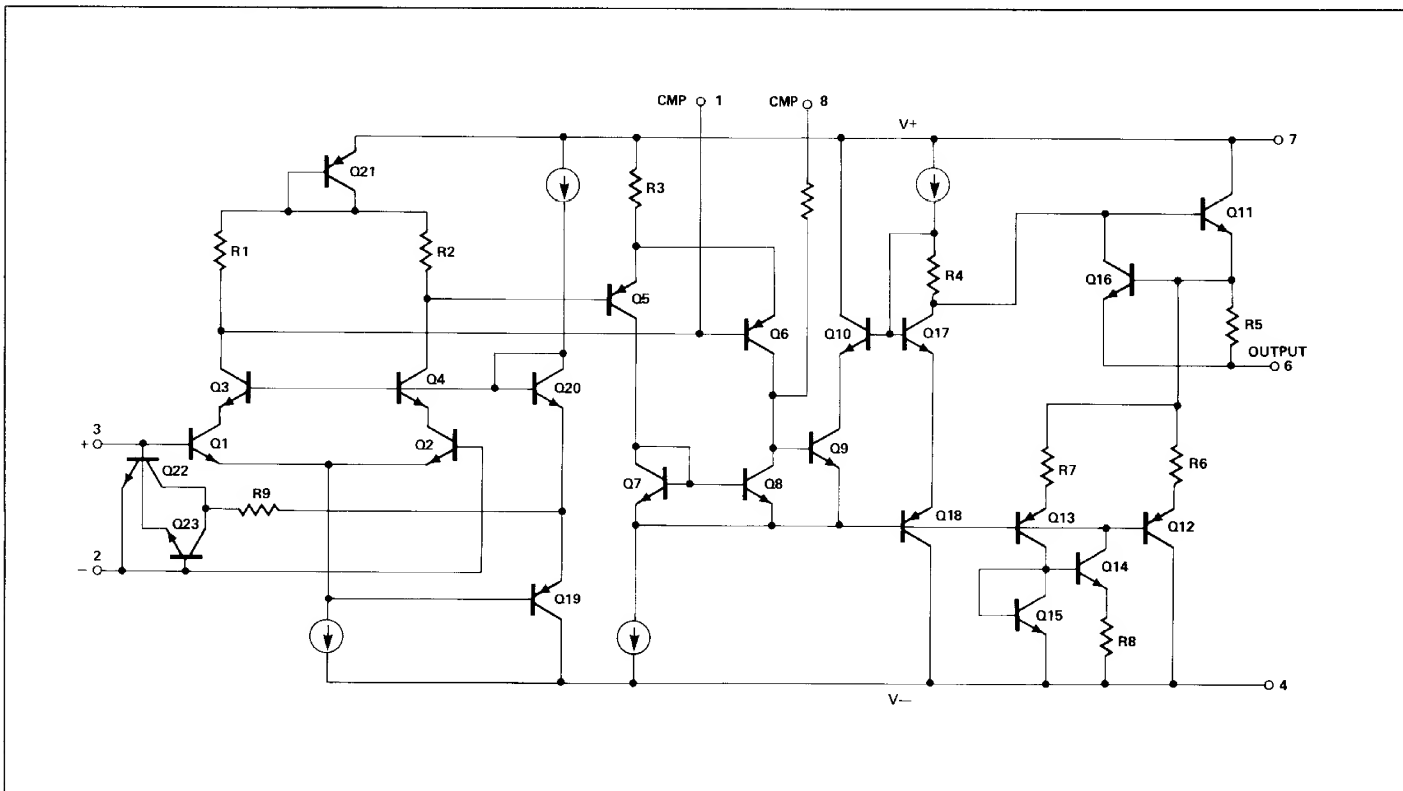 CMP 1 CMP 8
V+
7
Q21
R3
Q11
R1 R2
R4
Q16
Q5
R5
Q6 Q10 Q17
OUTPUT
6
Q3 Q4 Q20
3
+ Q1 Q2 Q9
Q22
R7 R6
R9 Q7 Q8
Q23
Q18 Q13 Q12
2
− Q14
Q19
Q15
R8
4
V−